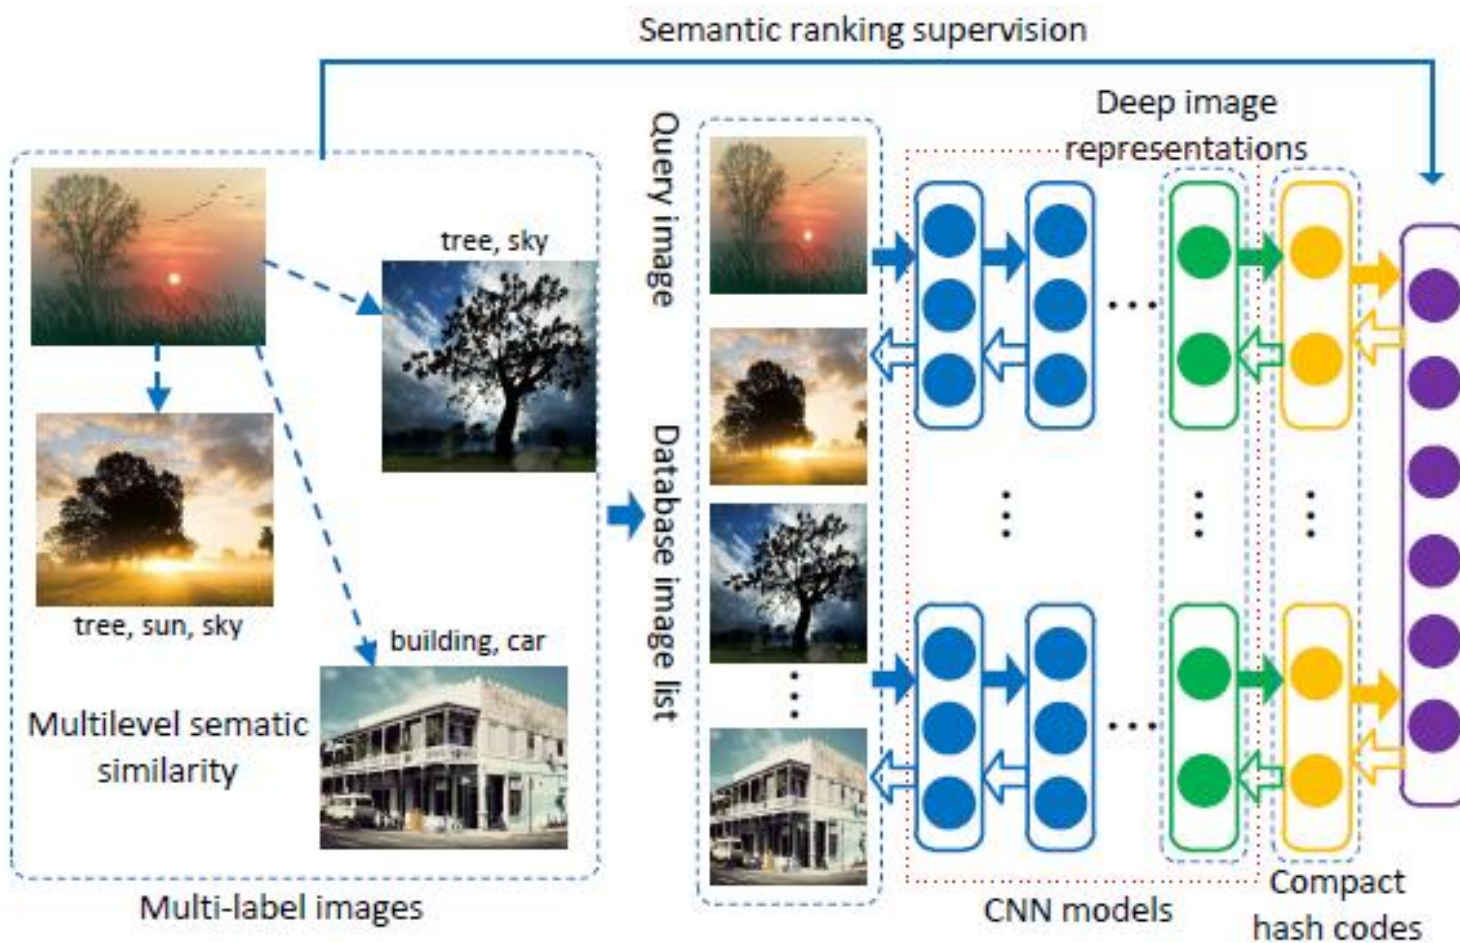 Semantic ranking supervision
Deep image
representations
Query image
tree, sky
Database image list
tree, sun, sky
building, car
Multilevel sematic
similarity
Multi-label images
CNN models
Compact
hash codes